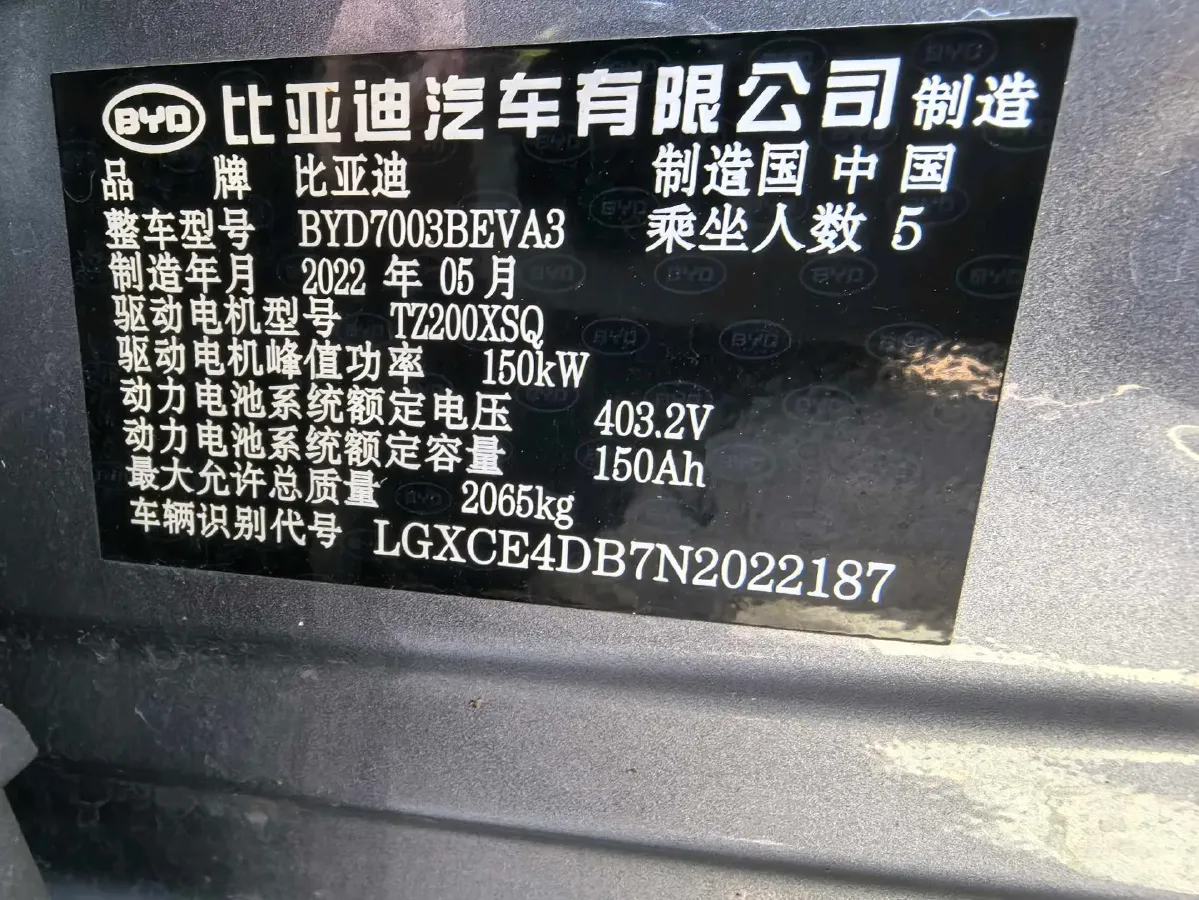 BYD 比亚迪汽车有限公司 制造
品 牌 比亚迪 制造国 中国
整车型号 BYD7003BEVA3 乘坐人数 5
制造年月 2022 年 05 月
驱动电机型号 TZ200XSQ
驱动电机峰值功率 150kW
动力电池系统额定电压 403.2V
动力电池系统额定容量 150Ah
最大允许总质量 2065kg
车辆识别代号 LGXCE4DB7N2022187